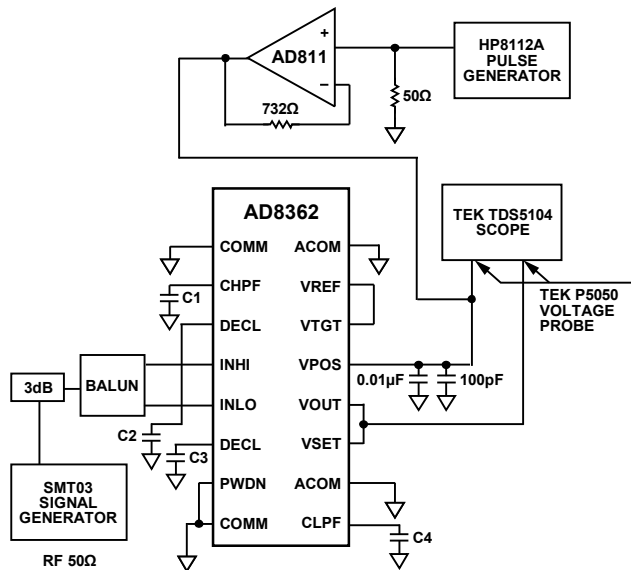 AD811
+
–
732Ω
50Ω
HP8112A
PULSE
GENERATOR
AD8362
COMM
CHPF
DECL
INHI
INLO
DECL
PWDN
COMM
ACOM
VREF
VTGT
VPOS
VOUT
VSET
ACOM
CLPF
C1
C2
C3
C4
0.01µF
100pF
TEK TDS5104
SCOPE
TEK P5050
VOLTAGE
PROBE
3dB
BALUN
SMT03
SIGNAL
GENERATOR
RF 50Ω